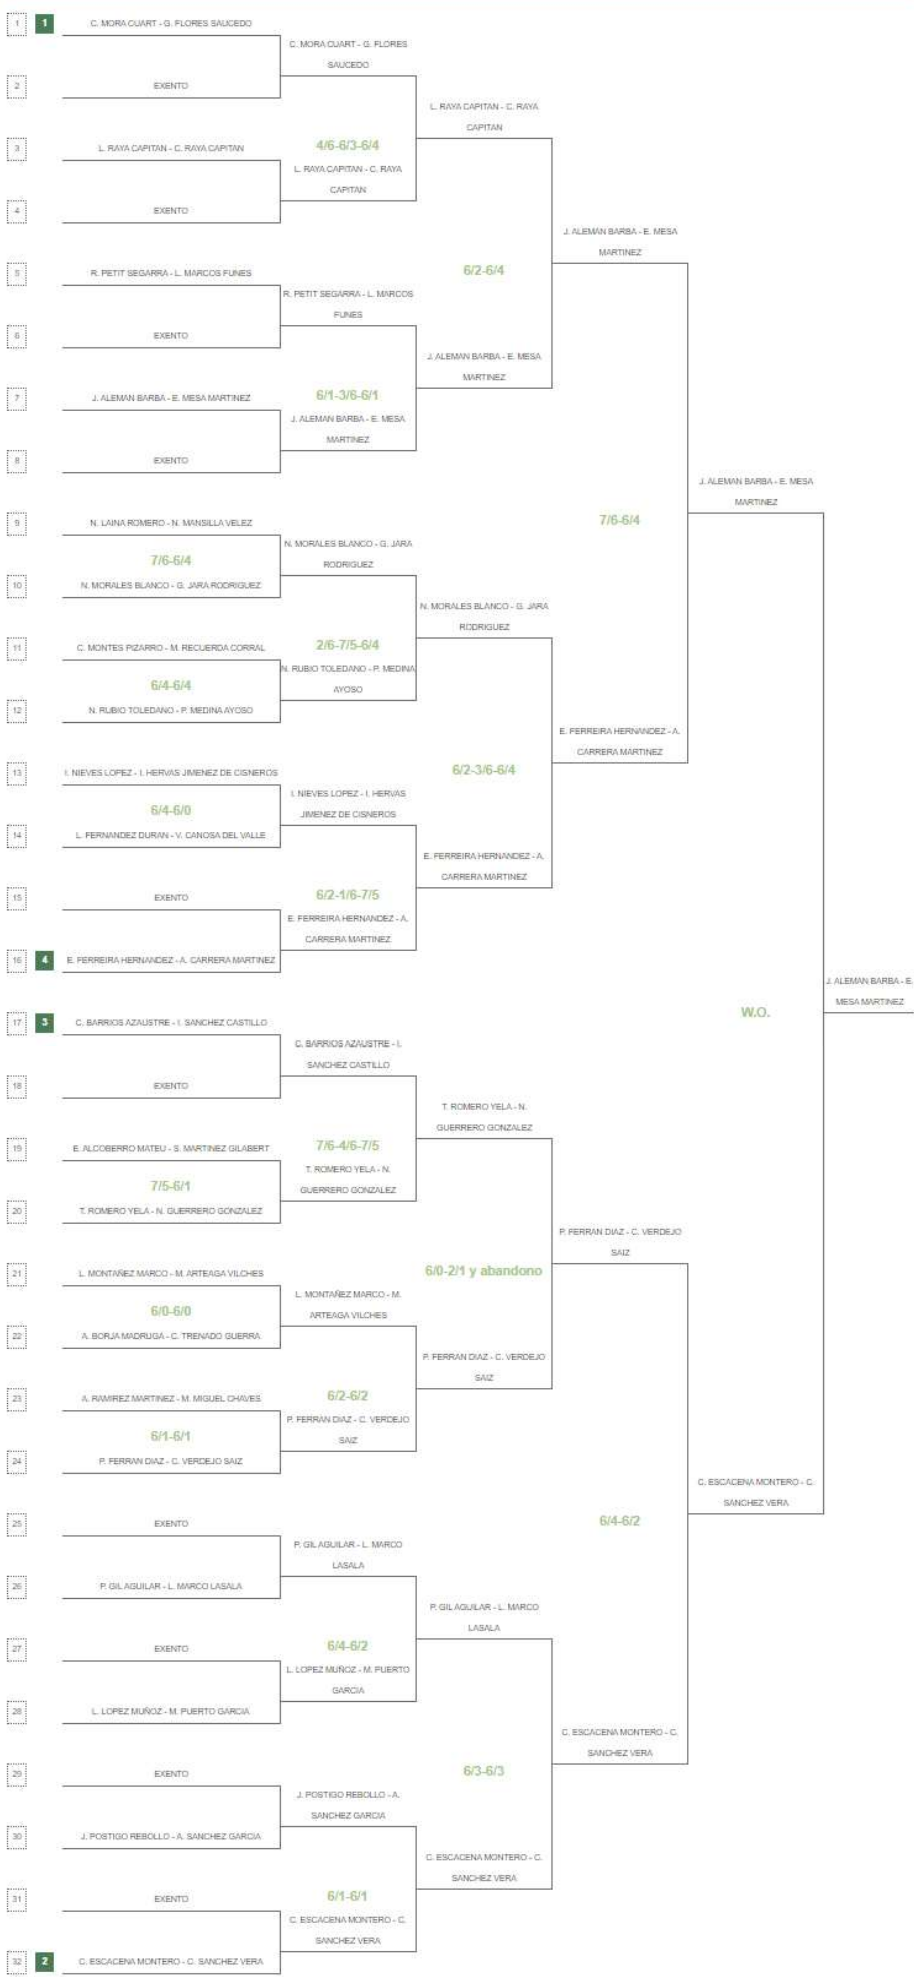 1 1 C. MORA CUART - G. FLORES SAUCEDO
C. MORA CUART - G. FLORES
SAUCEDO
2 EXENTO
L. RAYA CAPITAN - C. RAYA
CAPITAN
3 L. RAYA CAPITAN - C. RAYA CAPITAN
4/6-6/3-6/4
L. RAYA CAPITAN - C. RAYA
CAPITAN
4 EXENTO
J. ALEMAN BARBA - E. MESA
MARTINEZ
5 R. PETIT SEGARRA - L. MARCOS FUNES
6/2-6/4
R. PETIT SEGARRA - L. MARCOS
FUNES
6 EXENTO
J. ALEMAN BARBA - E. MESA
MARTINEZ
7 J. ALEMAN BARBA - E. MESA MARTINEZ
6/1-3/6-6/1
J. ALEMAN BARBA - E. MESA
MARTINEZ
8 EXENTO
J. ALEMAN BARBA - E. MESA
MARTINEZ
9 N. LAINA ROMERO - N. MANSILLA VELEZ
7/6-6/4
N. MORALES BLANCO - G. JARA
RODRIGUEZ
7/6-6/4
10 N. MORALES BLANCO - G. JARA RODRIGUEZ
N. MORALES BLANCO - G. JARA
RODRIGUEZ
11 C. MONTES PIZARRO - M. RECUERDA CORRAL
2/6-7/5-6/4
N. RUBIO TOLEDANO - P. MEDINA
AYOSO
6/4-6/4
12 N. RUBIO TOLEDANO - P. MEDINA AYOSO
E. FERREIRA HERNANDEZ - A.
CARRERA MARTINEZ
13 I. NIEVES LOPEZ - I. HERVAS JIMENEZ DE CISNEROS
6/2-3/6-6/4
I. NIEVES LOPEZ - I. HERVAS
JIMENEZ DE CISNEROS
6/4-6/0
14 L. FERNANDEZ DURAN - V. CANOSA DEL VALLE
E. FERREIRA HERNANDEZ - A.
CARRERA MARTINEZ
15 EXENTO
6/2-1/6-7/5
E. FERREIRA HERNANDEZ - A.
CARRERA MARTINEZ
16 4 E. FERREIRA HERNANDEZ - A. CARRERA MARTINEZ
J. ALEMAN BARBA - E.
MESA MARTINEZ
W.O.
17 3 C. BARRIOS AZAUSTRE - I. SANCHEZ CASTILLO
C. BARRIOS AZAUSTRE - I.
SANCHEZ CASTILLO
18 EXENTO
T. ROMERO YELA - N.
GUERRERO GONZALEZ
19 E. ALCOBERRO MATEU - S. MARTINEZ GILABERT
7/6-4/6-7/5
T. ROMERO YELA - N.
GUERRERO GONZALEZ
7/5-6/1
20 T. ROMERO YELA - N. GUERRERO GONZALEZ
P. FERRAN DIAZ - C. VERDEJO
SAIZ
21 L. MONTAÑEZ MARCO - M. ARTEAGA VILCHES
6/0-2/1 y abandono
L. MONTAÑEZ MARCO - M.
ARTEAGA VILCHES
6/0-6/0
22 A. BORJA MADRUGA - C. TRENADO GUERRA
P. FERRAN DIAZ - C. VERDEJO
SAIZ
23 A. RAMIREZ MARTINEZ - M. MIGUEL CHAVES
6/2-6/2
P. FERRAN DIAZ - C. VERDEJO
SAIZ
6/1-6/1
24 P. FERRAN DIAZ - C. VERDEJO SAIZ
C. ESCACENA MONTERO - C.
SANCHEZ VERA
25 EXENTO
6/4-6/2
P. GIL AGUILAR - L. MARCO
LASALA
26 P. GIL AGUILAR - L. MARCO LASALA
P. GIL AGUILAR - L. MARCO
LASALA
27 EXENTO
6/4-6/2
L. LOPEZ MUÑOZ - M. PUERTO
GARCIA
28 L. LOPEZ MUÑOZ - M. PUERTO GARCIA
C. ESCACENA MONTERO - C.
SANCHEZ VERA
29 EXENTO
6/3-6/3
J. POSTIGO REBOLLO - A.
SANCHEZ GARCIA
30 J. POSTIGO REBOLLO - A. SANCHEZ GARCIA
C. ESCACENA MONTERO - C.
SANCHEZ VERA
31 EXENTO
6/1-6/1
C. ESCACENA MONTERO - C.
SANCHEZ VERA
32 2 C. ESCACENA MONTERO - C. SANCHEZ VERA